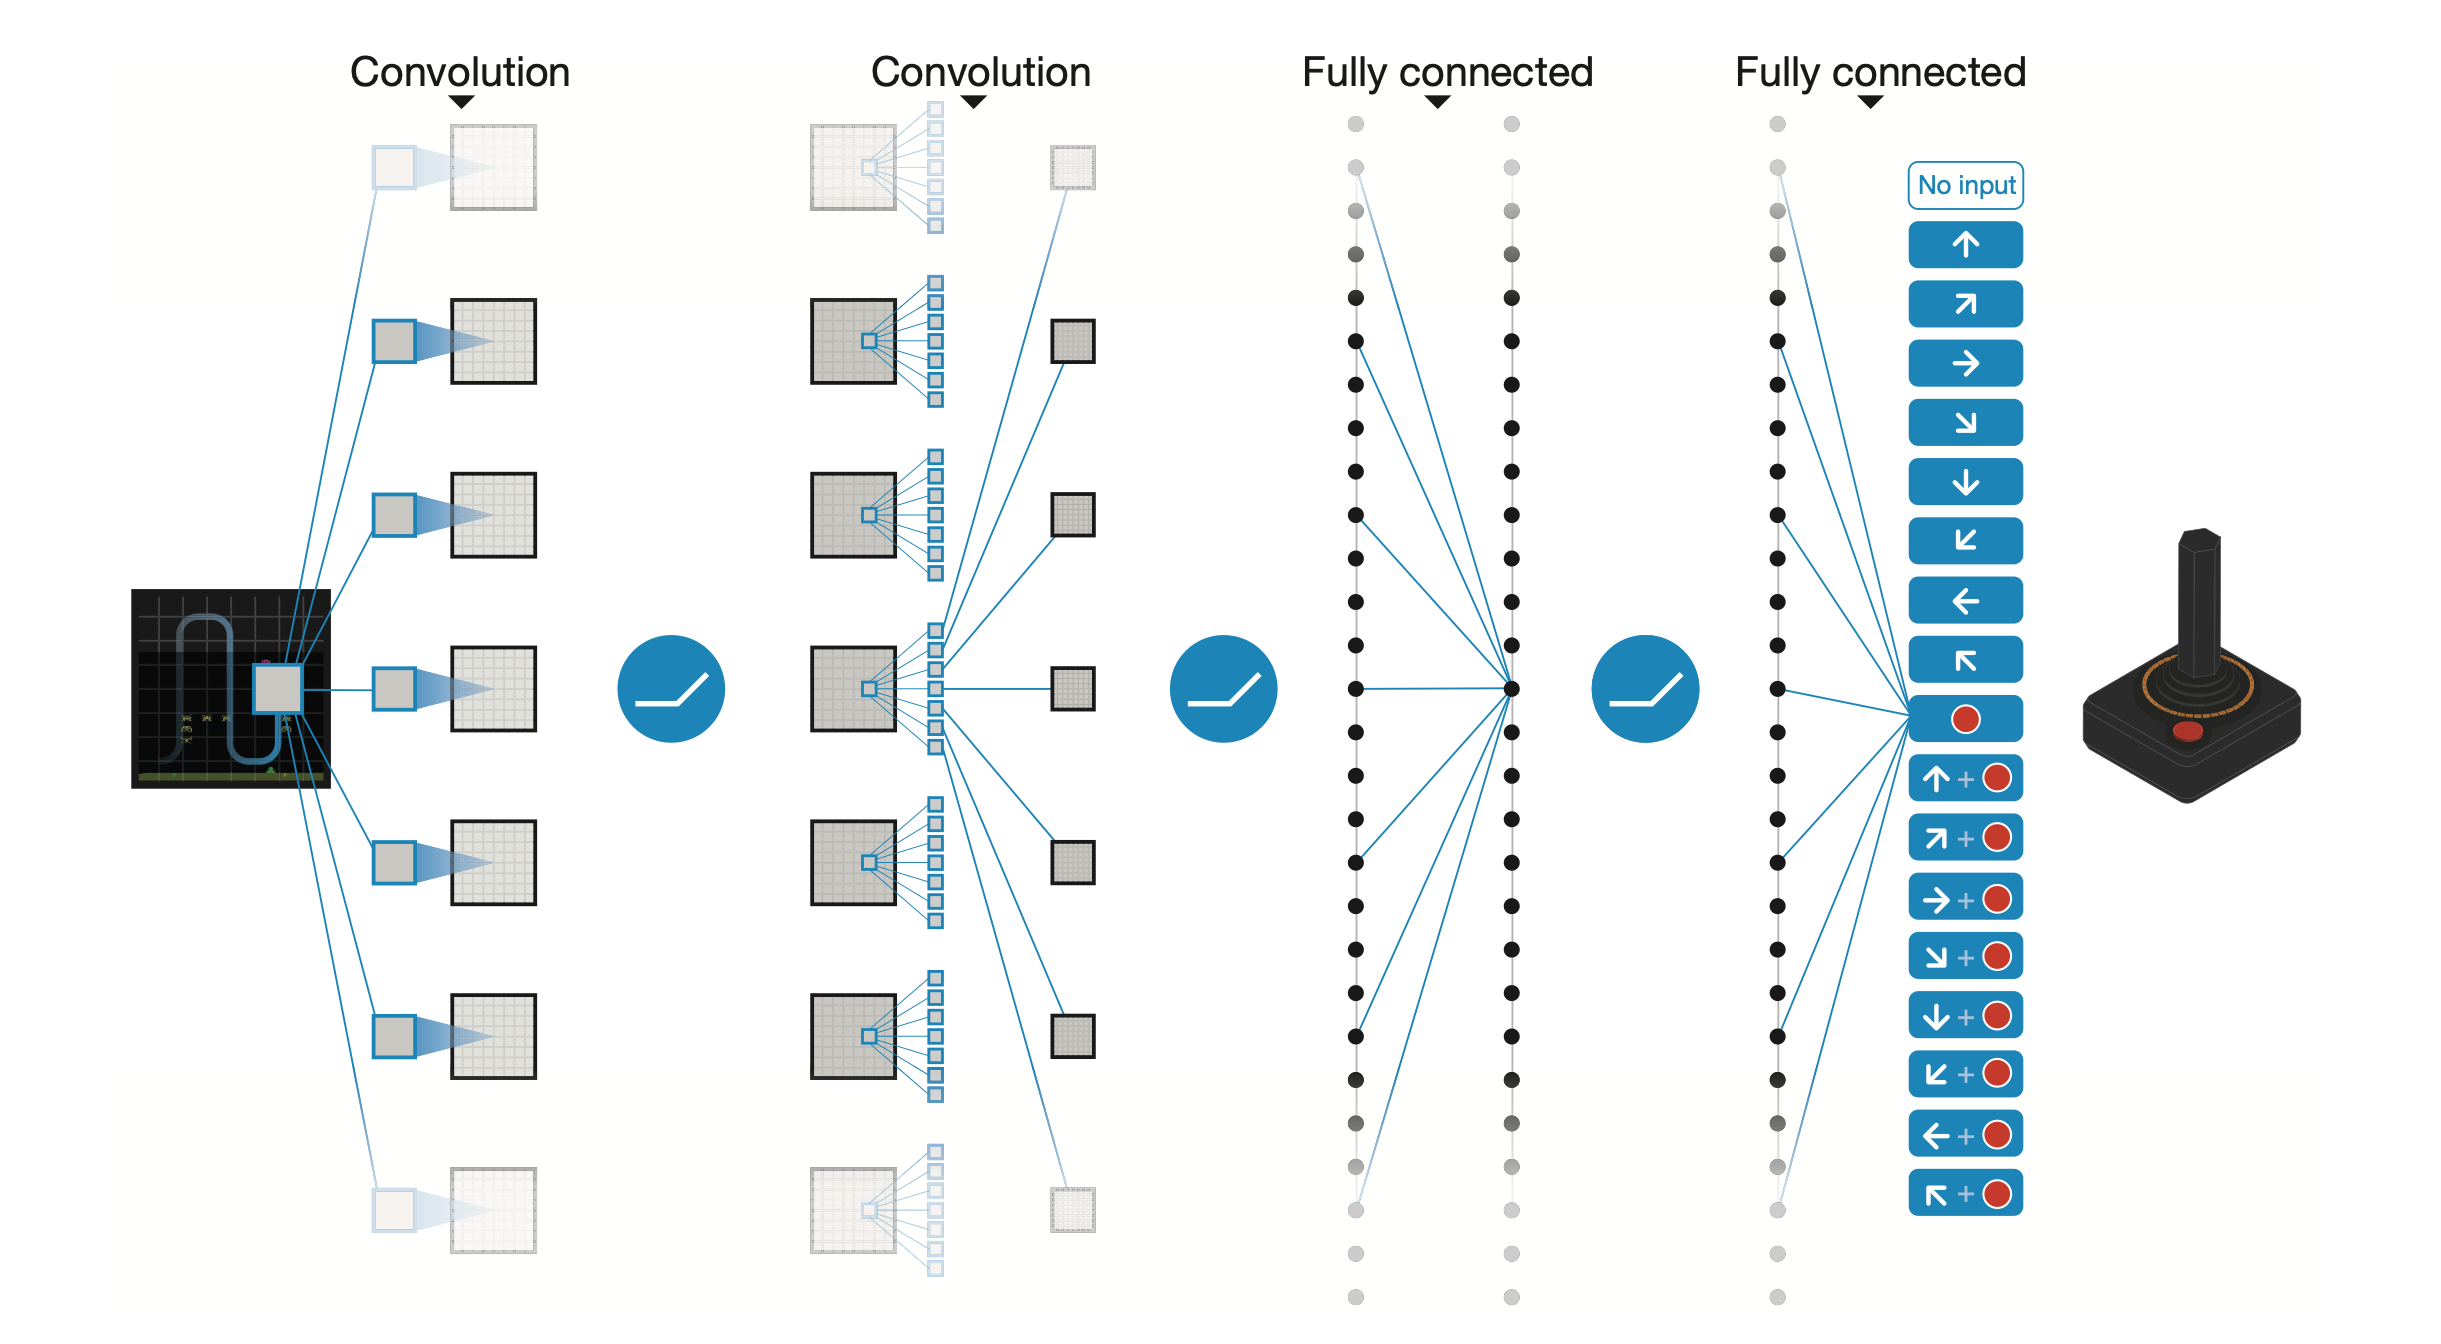 Convolution
Convolution
Fully connected
Fully connected
No input
+
+
+
+
+
+
+
+